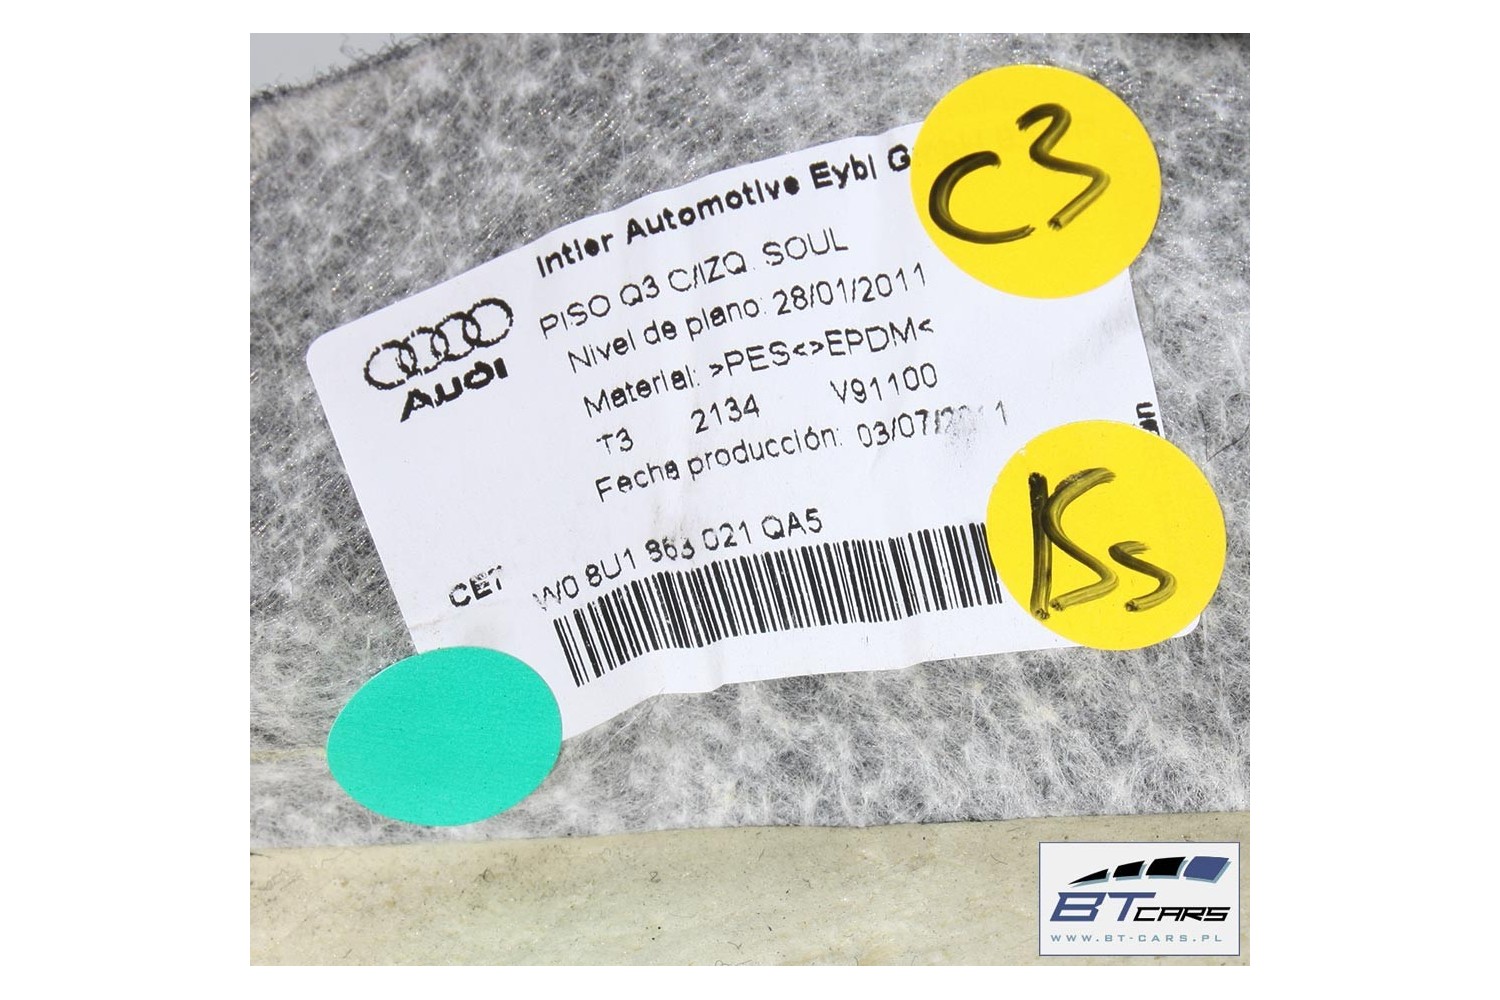 C3
Intier Automotive Eybl G
PISO Q3 C/IZQ. SOUL
Nivel de plano: 28/01/2011
Material: >PES<>EPDM<
T3 2134 V91100
Fecha producción: 03/07/2011
AUDI
CET W0 8U1 863 021 QA5
BT CARS
WWW.BT-CARS.PL